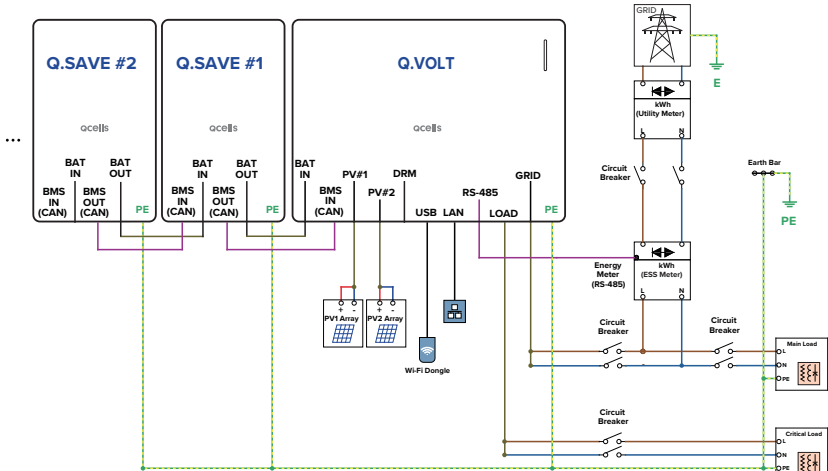 GRID
E
Q.SAVE #2
Q.SAVE #1
Q.VOLT
qcells
qcells
qcells
kWh
(Utility Meter)
L
N
...
BAT
IN
BAT
OUT
BMS
IN
(CAN)
BMS
OUT
(CAN)
PE
BAT
IN
BAT
OUT
BMS
IN
(CAN)
BMS
OUT
(CAN)
PE
BAT
IN
BMS
IN
(CAN)
PV#1
PV#2
DRM
USB
LAN
RS-485
LOAD
GRID
PE
Circuit
Breaker
Earth Bar
PE
Energy
Meter
(RS-485)
kWh
(ESS Meter)
L
N
+ -
PV1 Array
+ -
PV2 Array
Wi-Fi Dongle
Circuit
Breaker
Circuit
Breaker
Main Load
L
N
PE
Circuit
Breaker
Critical Load
L
N
PE